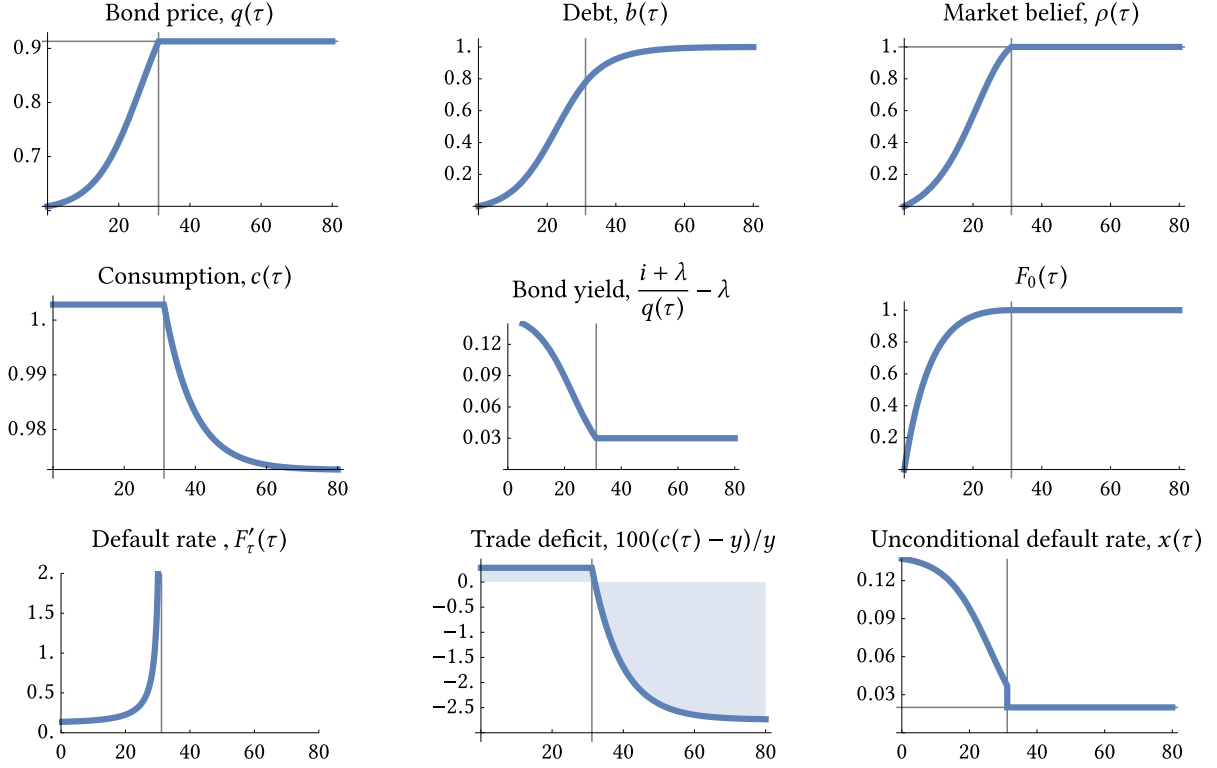 Bond price, q(τ)
0.9
0.8
0.7
20 40 60 80
Debt, b(τ)
1.
0.8
0.6
0.4
0.2
20 40 60 80
Market belief, ρ(τ)
1.
0.8
0.6
0.4
0.2
20 40 60 80
Consumption, c(τ)
1.
0.99
0.98
20 40 60 80
Bond yield, (i + λ)/q(τ) − λ
0.12
0.09
0.06
0.03
0 20 40 60 80
F₀(τ)
1.
0.8
0.6
0.4
0.2
20 40 60 80
Default rate , F′τ(τ)
2.
1.5
1.
0.5
0.
0 20 40 60 80
Trade deficit, 100(c(τ) − y)/y
0.
−0.5
−1.
−1.5
−2.
−2.5
20 40 60 80
Unconditional default rate, x(τ)
0.12
0.09
0.06
0.03
0 20 40 60 80